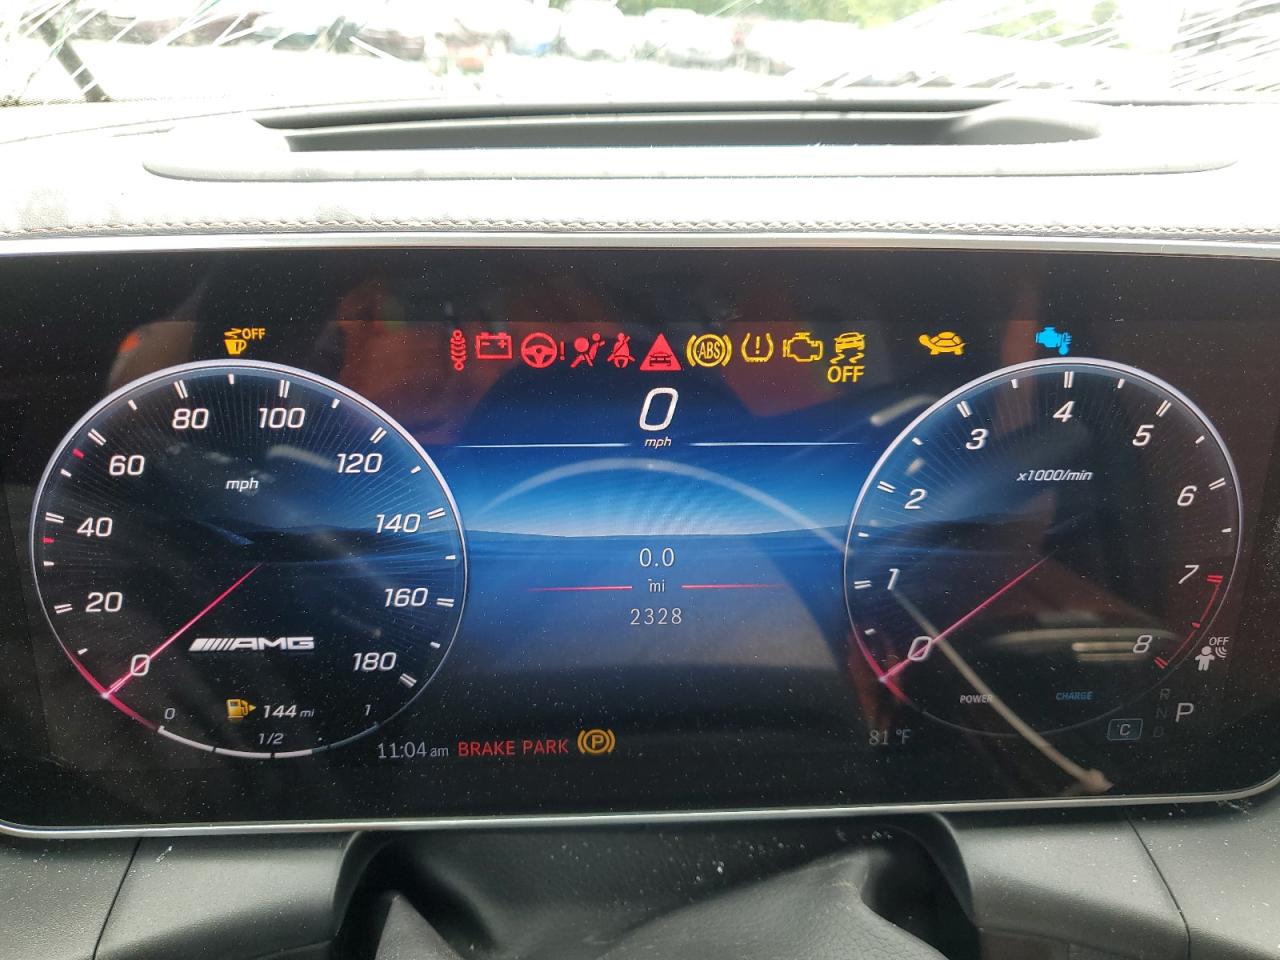 OFF
ABS
OFF
0
mph
80 100
60 120
mph
40 140
20 160
0 180
AMG
0 144 mi 1
1/2
4
3 5
x1000/min
2 6
1 7
0 8
OFF
POWER CHARGE
0.0
mi
2328
11:04 am BRAKE PARK P
81 °F
°C
R
N
D
P